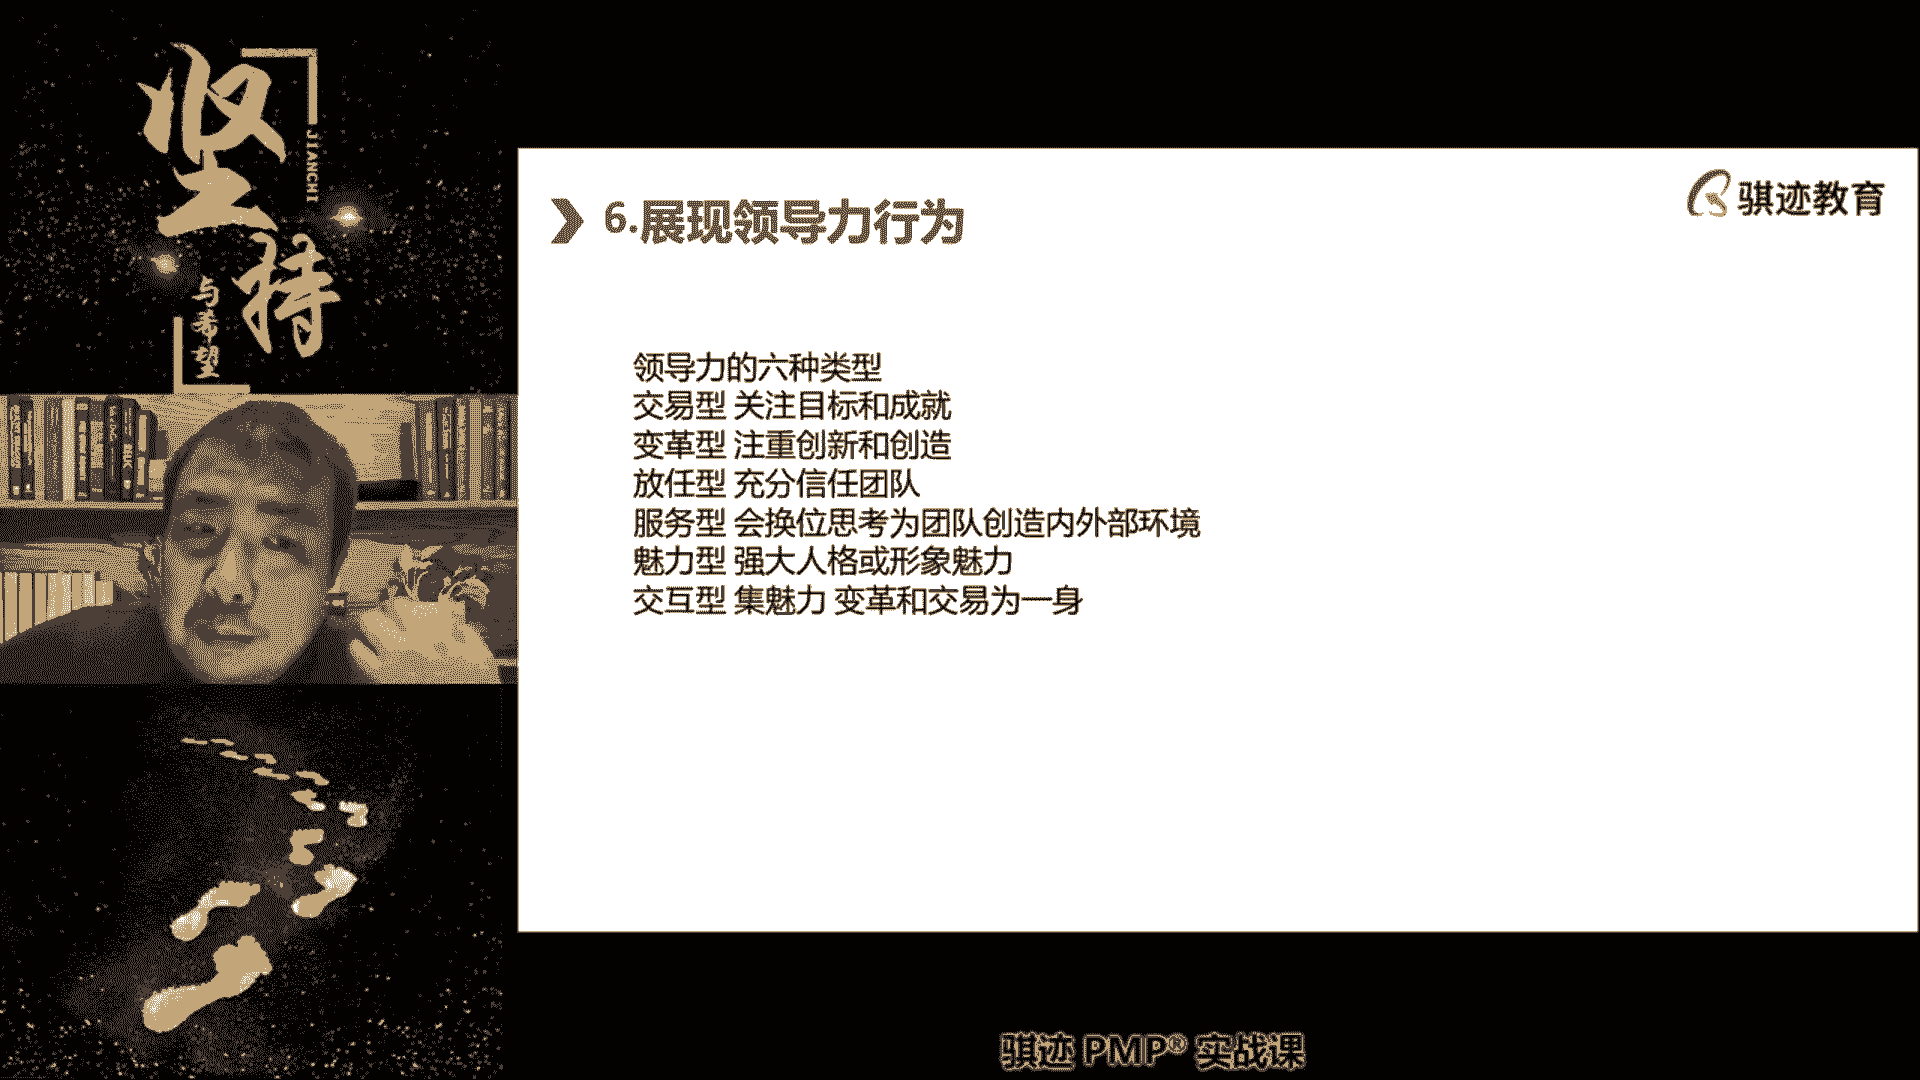 坚持
JIANCHI
与希望
骐迹教育
6.展现领导力行为
领导力的六种类型
交易型 关注目标和成就
变革型 注重创新和创造
放任型 充分信任团队
服务型 会换位思考为团队创造内外部环境
魅力型 强大人格或形象魅力
交互型 集魅力 变革和交易为一身
骐迹 PMP® 实战课